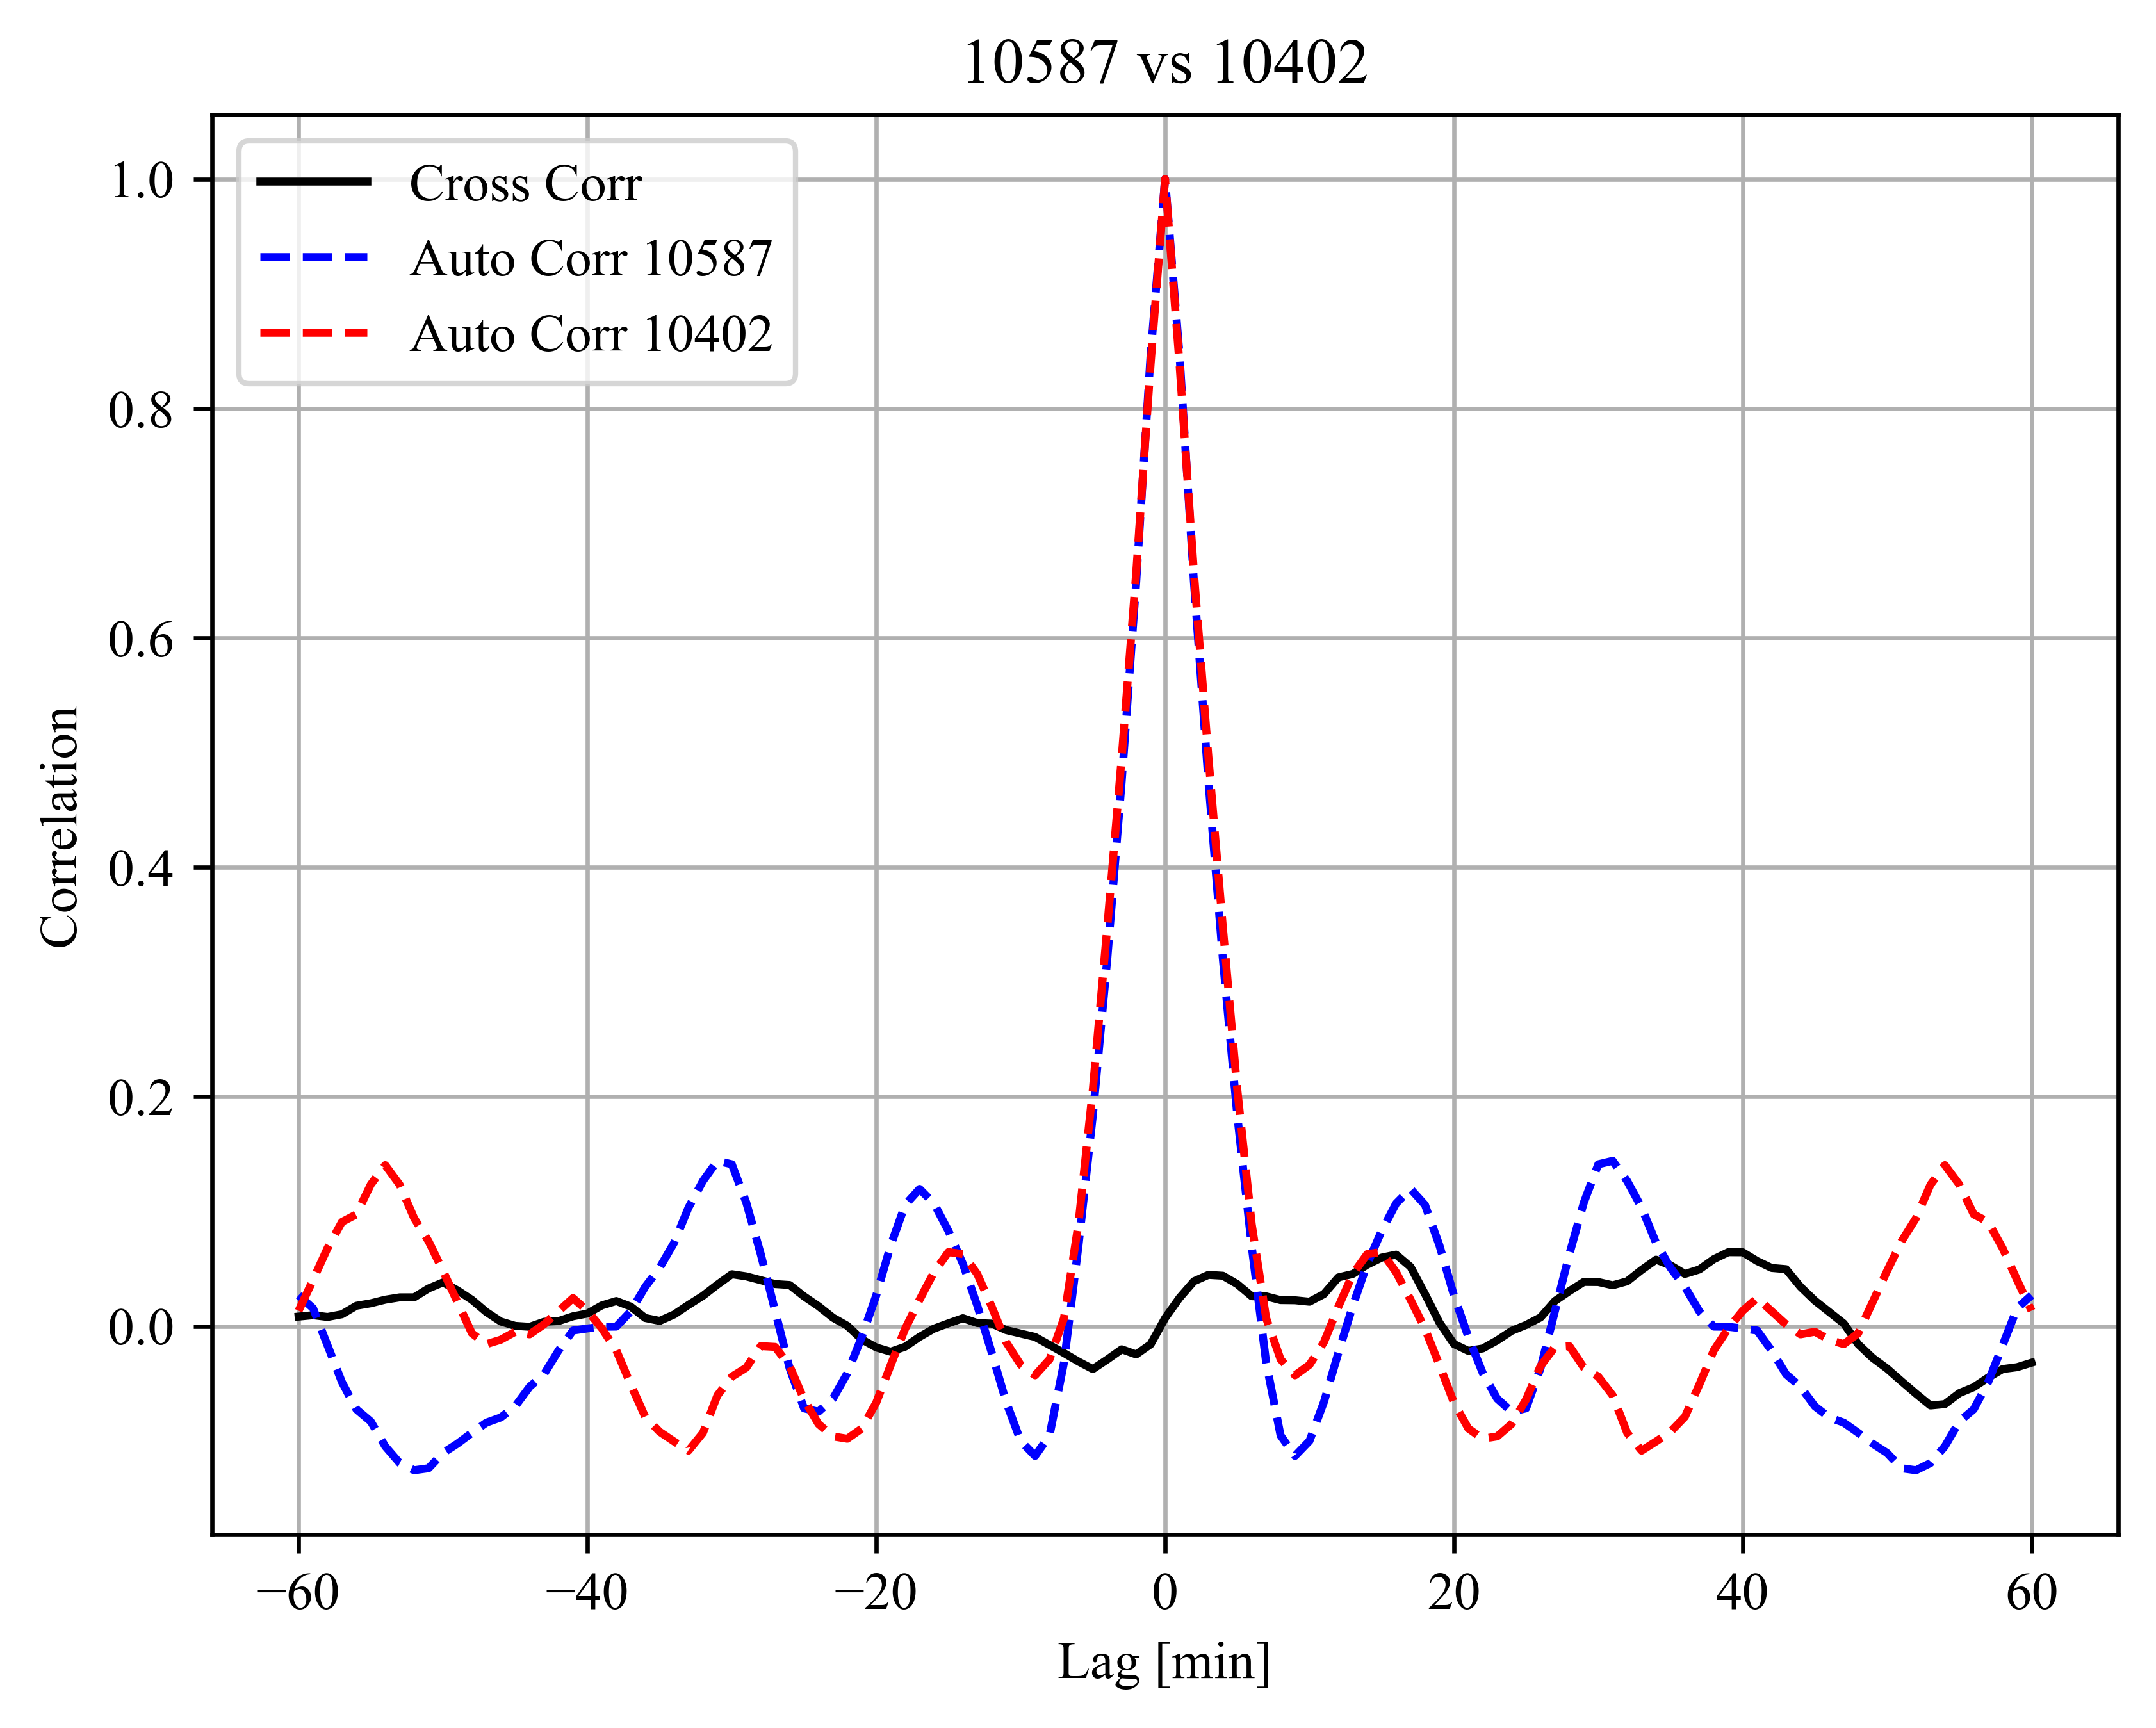 10587 vs 10402
Cross Corr
Auto Corr 10587
Auto Corr 10402
1.0
0.8
0.6
0.4
0.2
0.0
Correlation
−60 −40 −20 0 20 40 60
Lag [min]